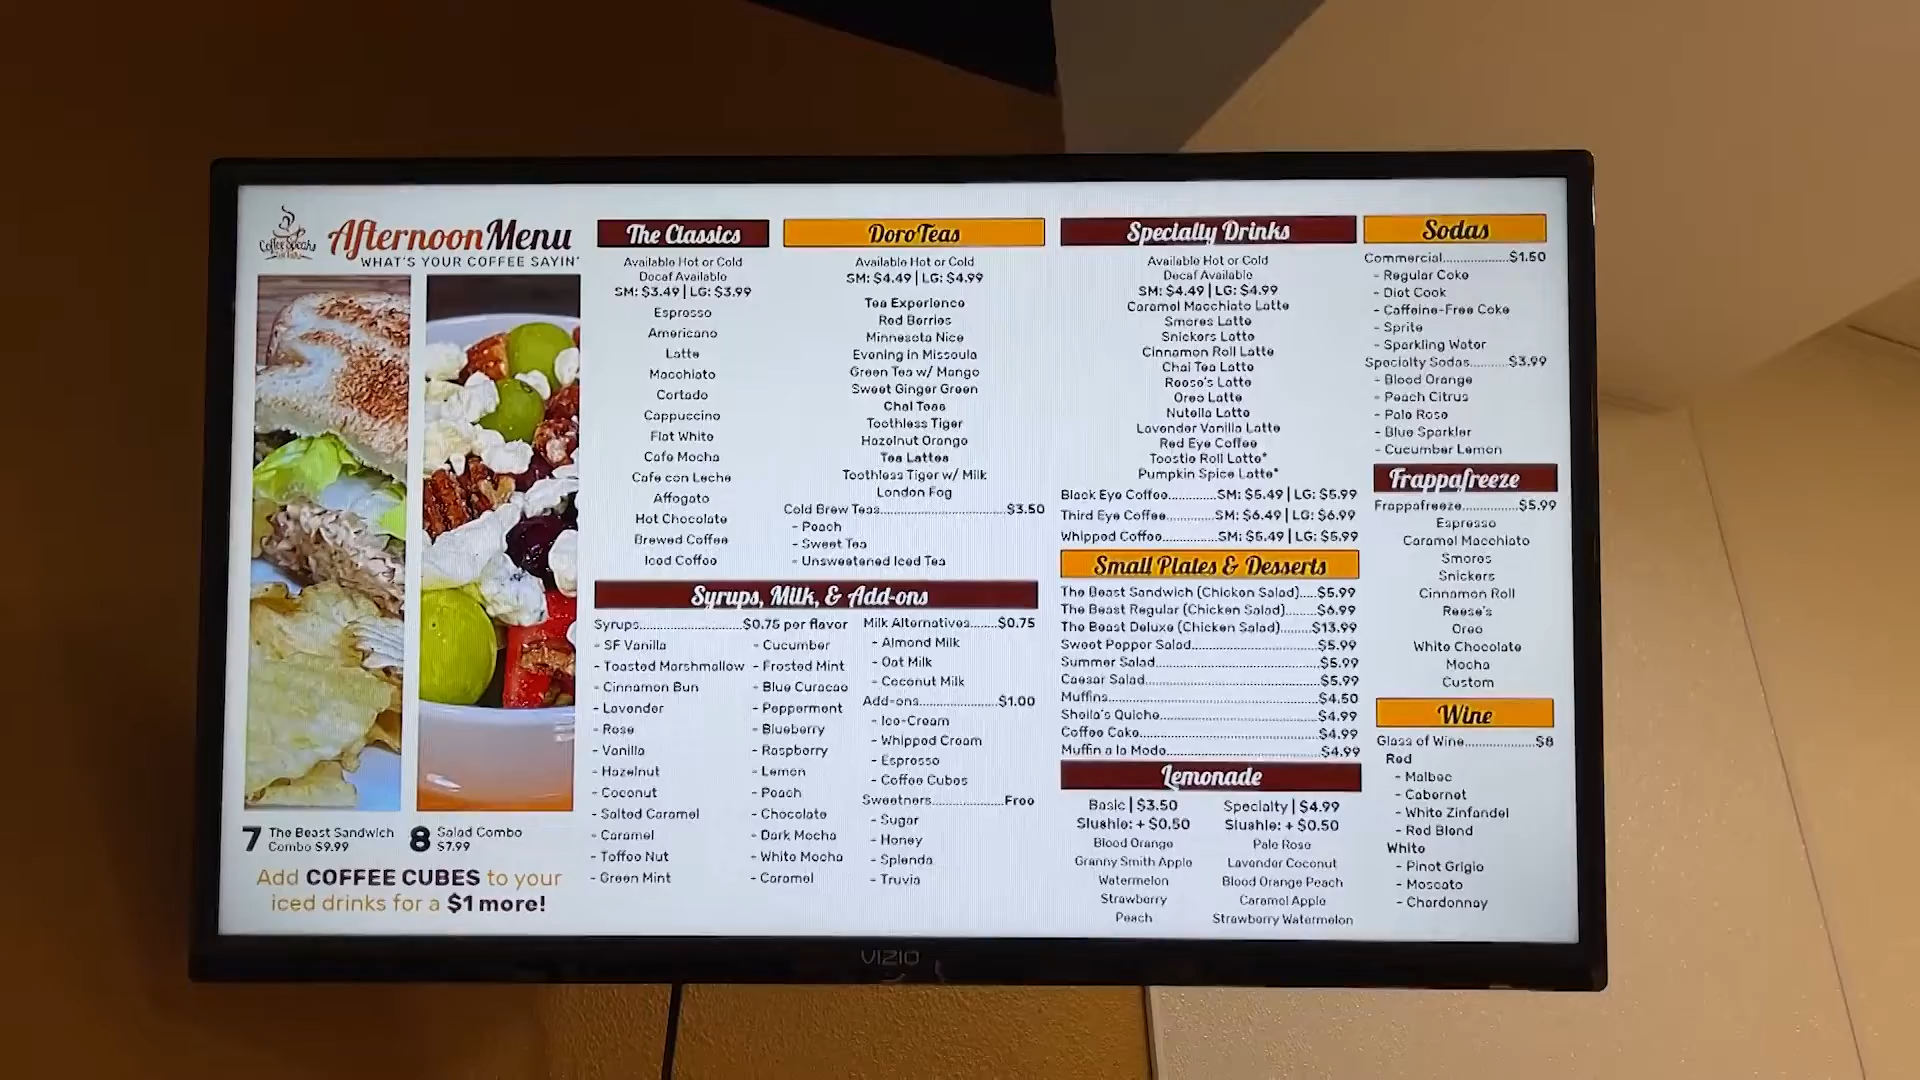 Coffee Speaks
Afternoon Menu
WHAT'S YOUR COFFEE SAYIN'
7 The Beast Sandwich
Combo $9.99
8 Salad Combo
$7.99
Add COFFEE CUBES to your
iced drinks for a $1 more!
The Classics
Available Hot or Cold
Decaf Available
SM: $3.49 | LG: $3.99
Espresso
Americano
Latte
Macchiato
Cortado
Cappuccino
Flat White
Cafe Mocha
Cafe con Leche
Affogato
Hot Chocolate
Brewed Coffee
Iced Coffee
DoroTeas
Available Hot or Cold
SM: $4.49 | LG: $4.99
Tea Experience
Red Berries
Minnesota Nice
Evening in Missoula
Green Tea w/ Mango
Sweet Ginger Green
Chai Teas
Toothless Tiger
Hazelnut Orange
Tea Lattes
Toothless Tiger w/ Milk
London Fog
Cold Brew Teas.......................$3.50
- Peach
- Sweet Tea
- Unsweetened Iced Tea
Syrups, Milk, & Add-ons
Syrups.......................$0.75 per flavor
- SF Vanilla
- Toasted Marshmallow
- Cinnamon Bun
- Lavender
- Rose
- Vanilla
- Hazelnut
- Coconut
- Salted Caramel
- Caramel
- Toffee Nut
- Green Mint
- Cucumber
- Frosted Mint
- Blue Curacao
- Peppermint
- Blueberry
- Raspberry
- Lemon
- Peach
- Chocolate
- Dark Mocha
- White Mocha
- Caramel
Milk Alternatives.......$0.75
- Almond Milk
- Oat Milk
- Coconut Milk
Add-ons.......................$1.00
- Ice-Cream
- Whipped Cream
- Espresso
- Coffee Cubes
Sweetners...................Free
- Sugar
- Honey
- Splenda
- Truvia
Specialty Drinks
Available Hot or Cold
Decaf Available
SM: $4.49 | LG: $4.99
Caramel Macchiato Latte
Smores Latte
Snickers Latte
Cinnamon Roll Latte
Chai Tea Latte
Reese's Latte
Oreo Latte
Nutella Latte
Lavender Vanilla Latte
Red Eye Coffee
Toostie Roll Latte*
Pumpkin Spice Latte*
Black Eye Coffee............SM: $5.49 | LG: $5.99
Third Eye Coffee............SM: $6.49 | LG: $6.99
Whipped Coffee.............SM: $5.49 | LG: $5.99
Small Plates & Desserts
The Beast Sandwich (Chicken Salad)....$5.99
The Beast Regular (Chicken Salad).......$6.99
The Beast Deluxe (Chicken Salad)........$13.99
Sweet Pepper Salad...............................$5.99
Summer Salad.........................................$5.99
Caesar Salad...........................................$5.99
Muffins.....................................................$4.50
Sheila's Quiche........................................$4.99
Coffee Cake.............................................$4.99
Muffin a la Mode.....................................$4.99
Lemonade
Basic | $3.50
Slushie: + $0.50
Blood Orange
Granny Smith Apple
Watermelon
Strawberry
Peach
Specialty | $4.99
Slushie: + $0.50
Pale Rose
Lavender Coconut
Blood Orange Peach
Caramel Apple
Strawberry Watermelon
Sodas
Commercial.................$1.50
- Regular Coke
- Diet Cook
- Caffeine-Free Coke
- Sprite
- Sparkling Water
Specialty Sodas..........$3.99
- Blood Orange
- Peach Citrus
- Pale Rose
- Blue Sparkler
- Cucumber Lemon
Frappafreeze
Frappafreeze..............$5.99
Espresso
Caramel Macchiato
Smores
Snickers
Cinnamon Roll
Reese's
Oreo
White Chocolate
Mocha
Custom
Wine
Glass of Wine..................$8
Red
- Malbec
- Cabernet
- White Zinfandel
- Red Blend
White
- Pinot Grigio
- Moscato
- Chardonnay
VIZIO